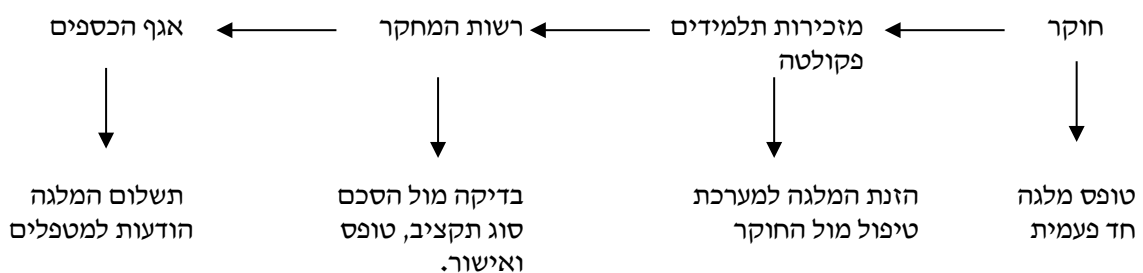 חוקר
מזכירות תלמידים
פקולטה
רשות המחקר
אגף הכספים
טופס מלגה
חד פעמית
הזנת המלגה למערכת
טיפול מול החוקר
בדיקה מול הסכם
סוג תקציב, טופס
ואישור.
תשלום המלגה
הודעות למטפלים